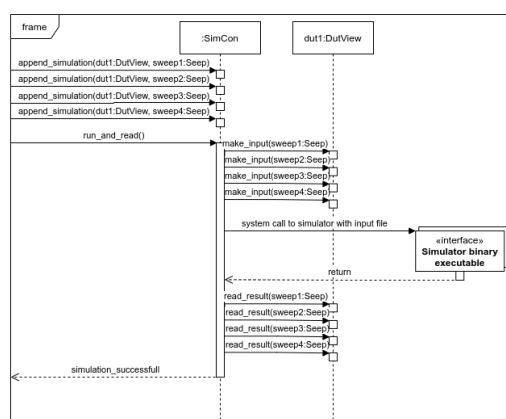 frame
:SimCon
dut1:DutView
append_simulation(dut1:DutView, sweep1:Seep)
append_simulation(dut1:DutView, sweep2:Seep)
append_simulation(dut1:DutView, sweep3:Seep)
append_simulation(dut1:DutView, sweep4:Seep)
run_and_read()
make_input(sweep1:Seep)
make_input(sweep2:Seep)
make_input(sweep3:Seep)
make_input(sweep4:Seep)
system call to simulator with input file
«interface»
Simulator binary
executable
return
read_result(sweep1:Seep)
read_result(sweep2:Seep)
read_result(sweep3:Seep)
read_result(sweep4:Seep)
simulation_successfull